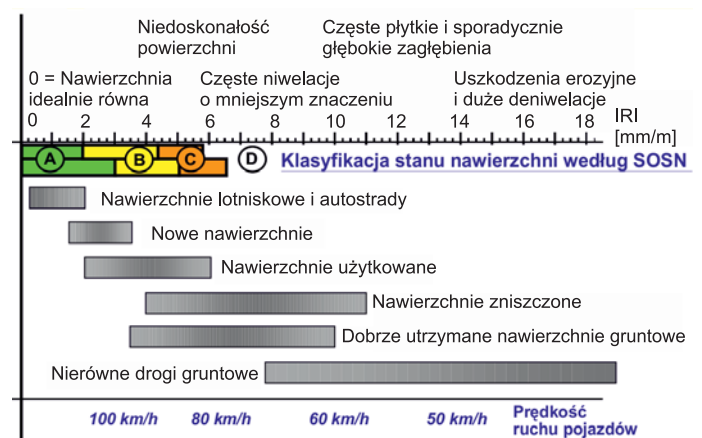 Niedoskonałość
powierzchni
Częste płytkie i sporadycznie
głębokie zagłębienia
0 = Nawierzchnia
idealnie równa
Częste niwelacje
o mniejszym znaczeniu
Uszkodzenia erozyjne
i duże deniwelacje
IRI
[mm/m]
0 2 4 6 8 10 12 14 16 18
A B C D Klasyfikacja stanu nawierzchni według SOSN
Nawierzchnie lotniskowe i autostrady
Nowe nawierzchnie
Nawierzchnie użytkowane
Nawierzchnie zniszczone
Dobrze utrzymane nawierzchnie gruntowe
Nierówne drogi gruntowe
100 km/h 80 km/h 60 km/h 50 km/h
Prędkość
ruchu pojazdów